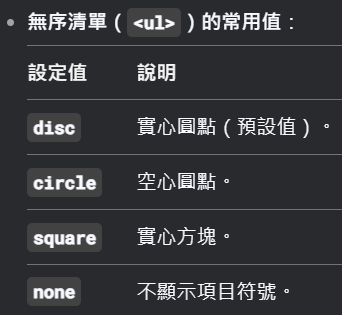 • 無序清單（<ul>）的常用值：
設定值 說明
disc 實心圓點（預設值）。
circle 空心圓點。
square 實心方塊。
none 不顯示項目符號。